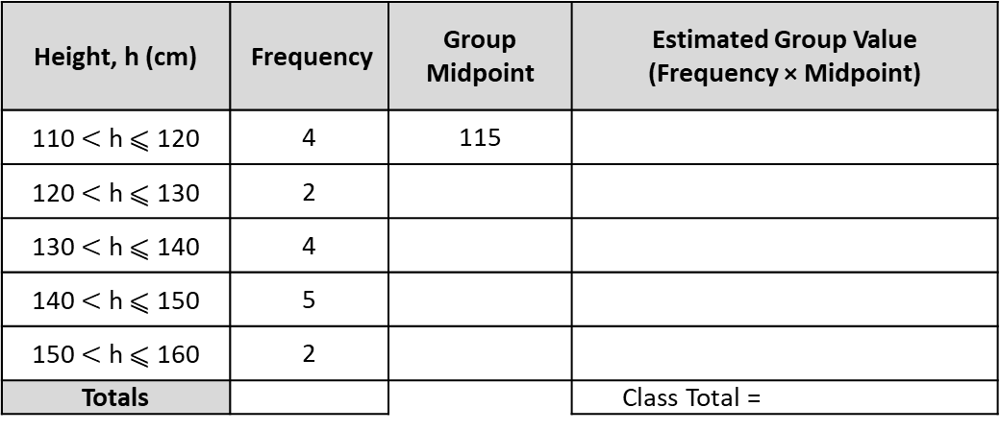 Height, h (cm) Frequency Group Midpoint Estimated Group Value (Frequency × Midpoint)
110 < h ⩽ 120 4 115
120 < h ⩽ 130 2
130 < h ⩽ 140 4
140 < h ⩽ 150 5
150 < h ⩽ 160 2
Totals Class Total =